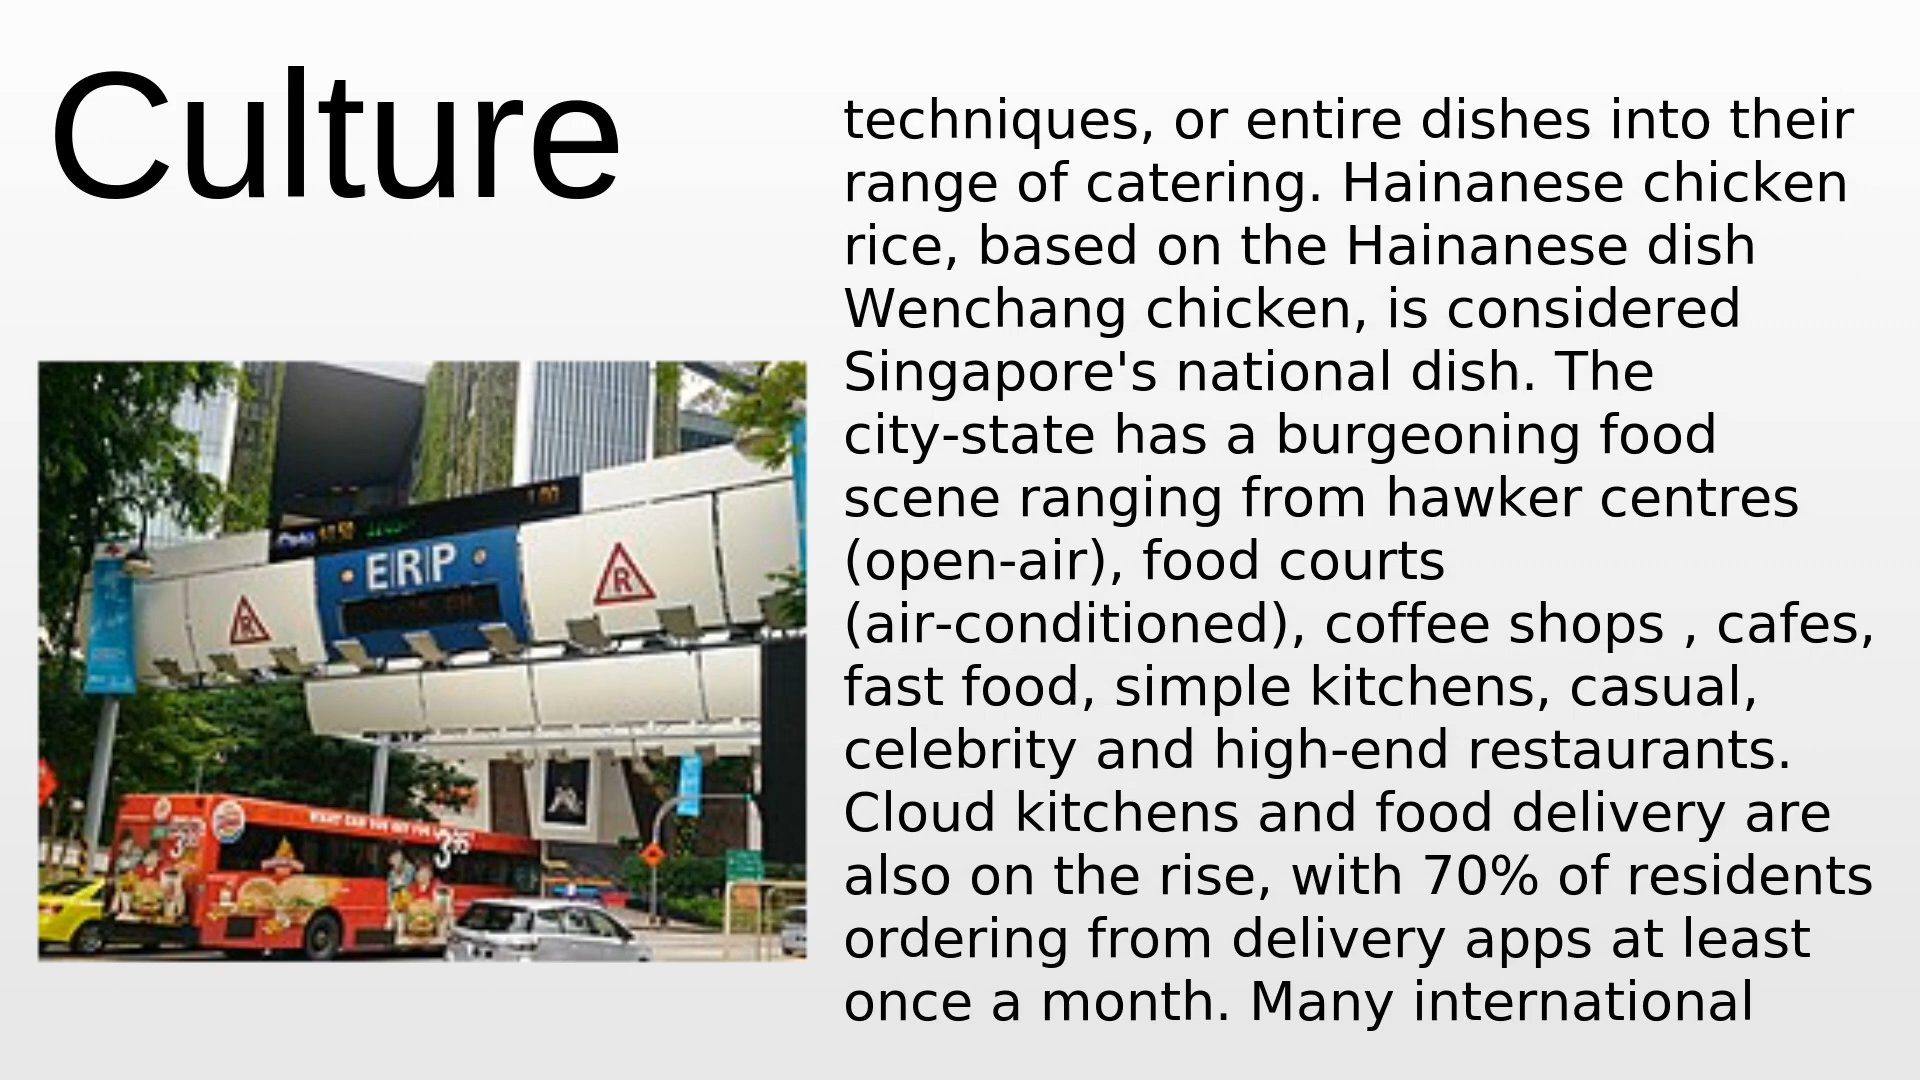 Culture
techniques, or entire dishes into their
range of catering. Hainanese chicken
rice, based on the Hainanese dish
Wenchang chicken, is considered
Singapore's national dish. The
city-state has a burgeoning food
scene ranging from hawker centres
(open-air), food courts
(air-conditioned), coffee shops , cafes,
fast food, simple kitchens, casual,
celebrity and high-end restaurants.
Cloud kitchens and food delivery are
also on the rise, with 70% of residents
ordering from delivery apps at least
once a month. Many international
ERP
R
R